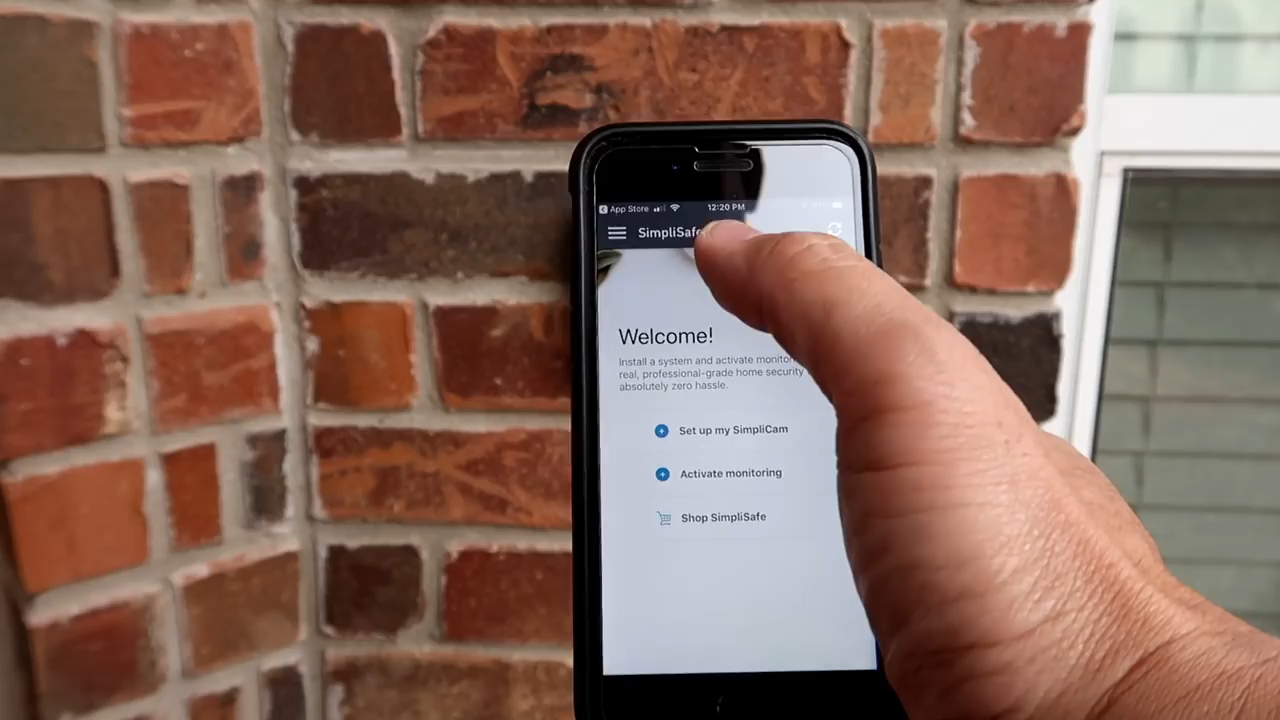 App Store 12:20 PM
SimpliSafe
Welcome!
Install a system and activate
real, professional-grade home security
absolutely zero hassle.
Set up my SimpliCam
Activate monitoring
Shop SimpliSafe